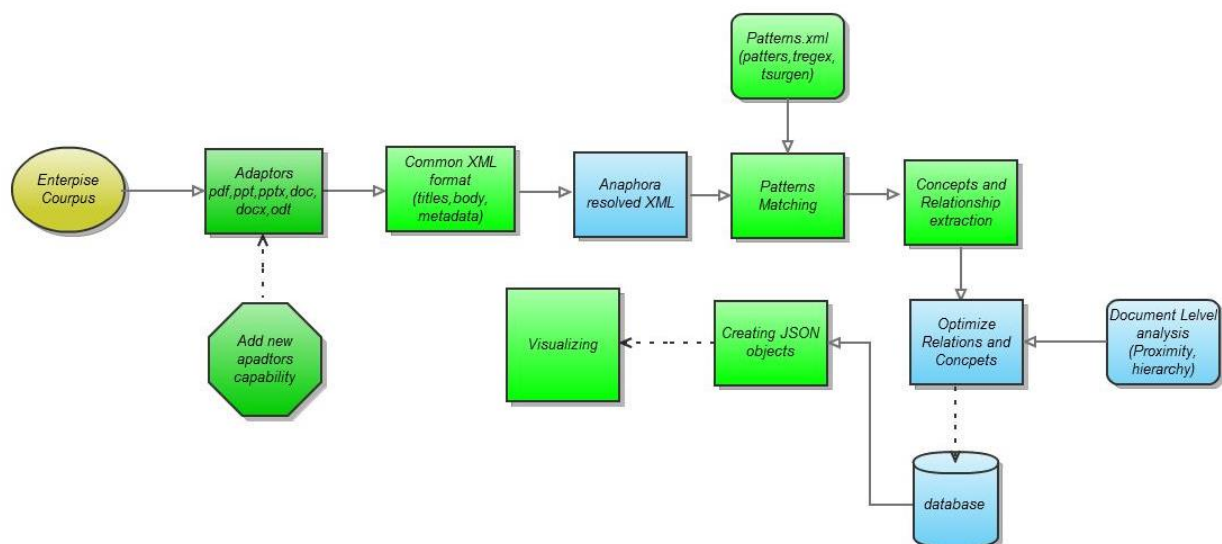 Enterpise
Courpus
Adaptors
pdf,ppt,pptx,doc,
docx,odt
Add new
apadtors
capability
Common XML
format
(titles,body,
metadata)
Anaphora
resolved XML
Patterns.xml
(patters,tregex,
tsurgen)
Patterns
Matching
Concepts and
Relationship
extraction
Document Lelvel
analysis
(Proximity,
hierarchy)
Optimize
Relations and
Concpets
database
Creating JSON
objects
Visualizing